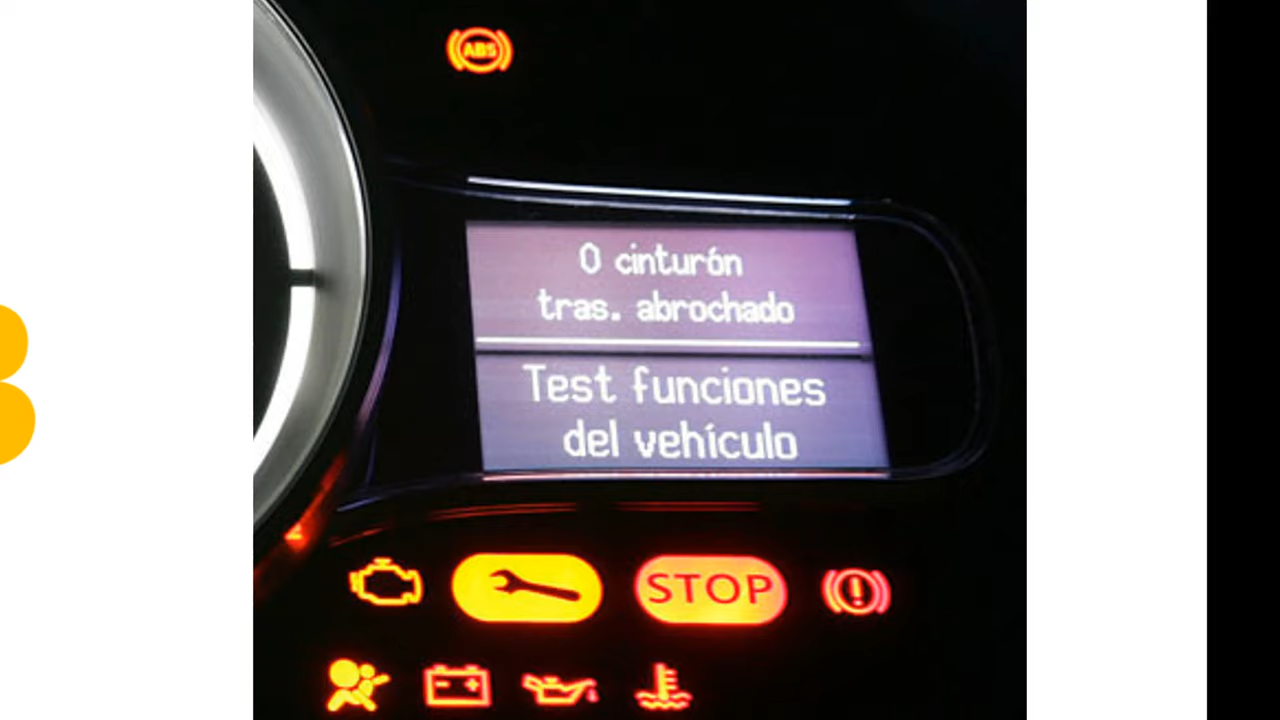 ABS
0 cinturón
tras. abrochado
Test funciones
del vehículo
STOP